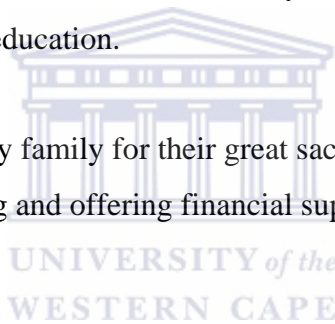 education.
y family for their great sac
g and offering financial sup
UNIVERSITY of the
WESTERN CAPE